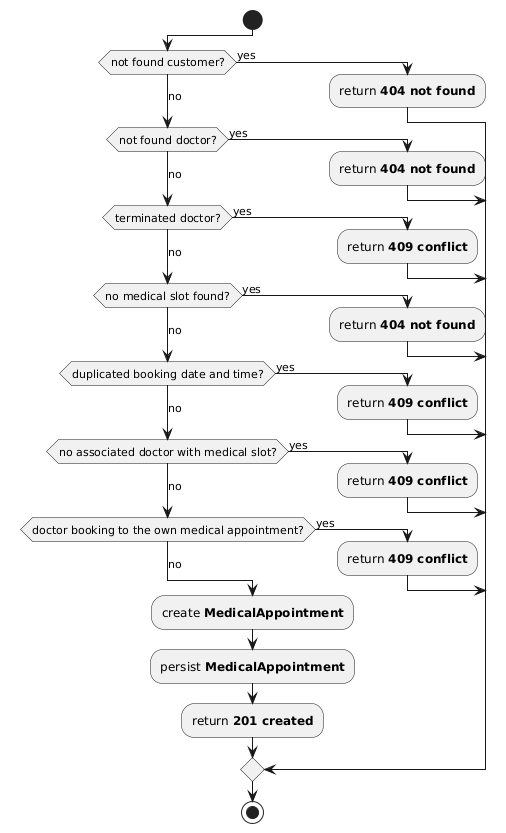 not found customer?
yes
return 404 not found
no
not found doctor?
yes
return 404 not found
no
terminated doctor?
yes
return 409 conflict
no
no medical slot found?
yes
return 404 not found
no
duplicated booking date and time?
yes
return 409 conflict
no
no associated doctor with medical slot?
yes
return 409 conflict
no
doctor booking to the own medical appointment?
yes
return 409 conflict
no
create MedicalAppointment
persist MedicalAppointment
return 201 created